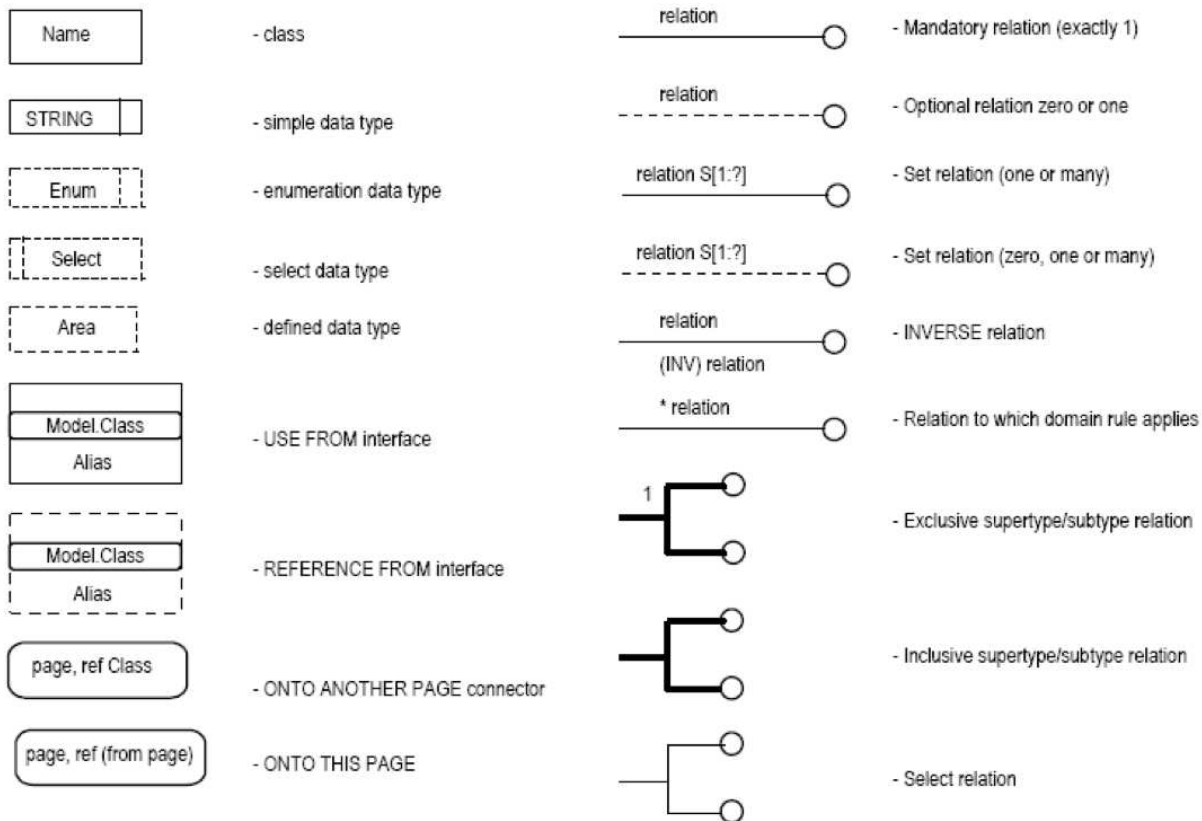 Name
- class
STRING
- simple data type
Enum
- enumeration data type
Select
- select data type
Area
- defined data type
Model.Class
Alias
- USE FROM interface
Model.Class
Alias
- REFERENCE FROM interface
page, ref Class
- ONTO ANOTHER PAGE connector
page, ref (from page)
- ONTO THIS PAGE
relation
- Mandatory relation (exactly 1)
relation
- Optional relation zero or one
relation S[1:?]
- Set relation (one or many)
relation S[1:?]
- Set relation (zero, one or many)
relation
(INV) relation
- INVERSE relation
* relation
- Relation to which domain rule applies
1
- Exclusive supertype/subtype relation
- Inclusive supertype/subtype relation
- Select relation